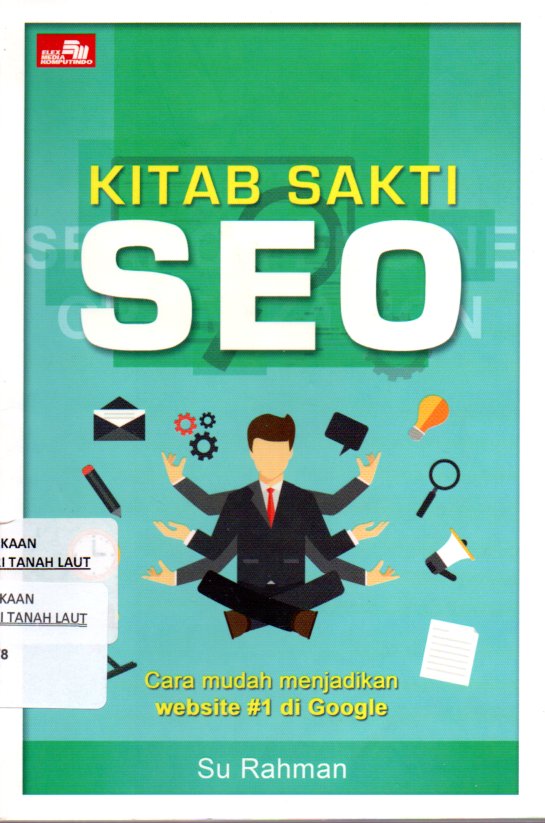 ELEX
MEDIA
KOMPUTINDO
KITAB SAKTI
SEO
AKAAN
I TANAH LAUT
KAAN
I TANAH LAUT
8
Cara mudah menjadikan
website #1 di Google
Su Rahman